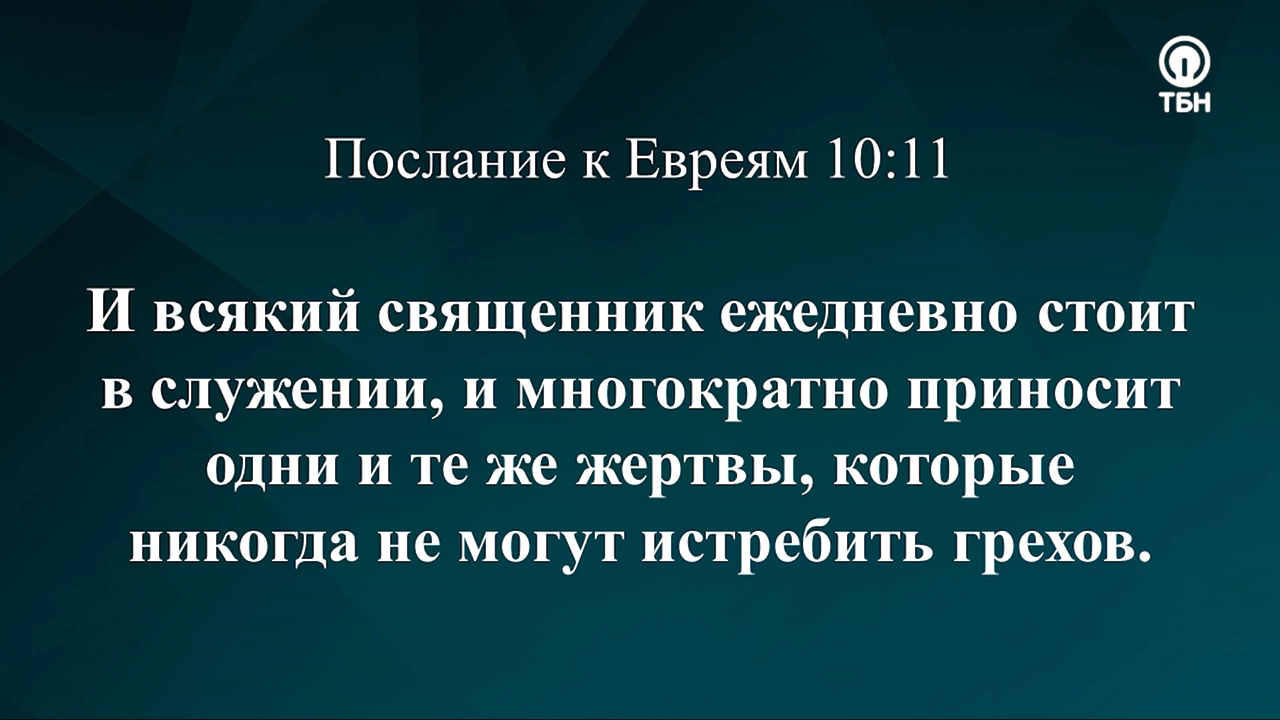 ТБН
Послание к Евреям 10:11
И всякий священник ежедневно стоит
в служении, и многократно приносит
одни и те же жертвы, которые
никогда не могут истребить грехов.